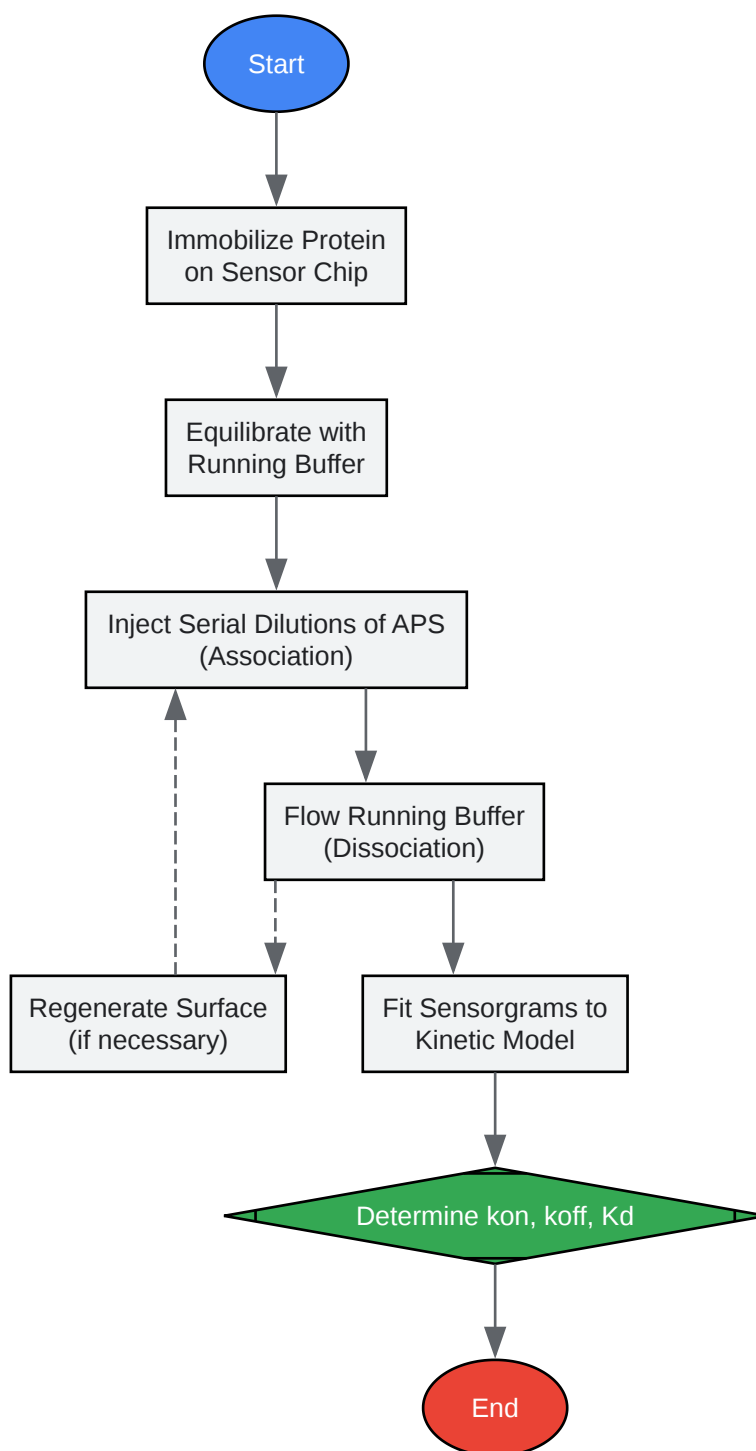 Start
Immobilize Protein
on Sensor Chip
Equilibrate with
Running Buffer
Inject Serial Dilutions of APS
(Association)
Flow Running Buffer
(Dissociation)
Regenerate Surface
(if necessary)
Fit Sensorgrams to
Kinetic Model
Determine kon, koff, Kd
End